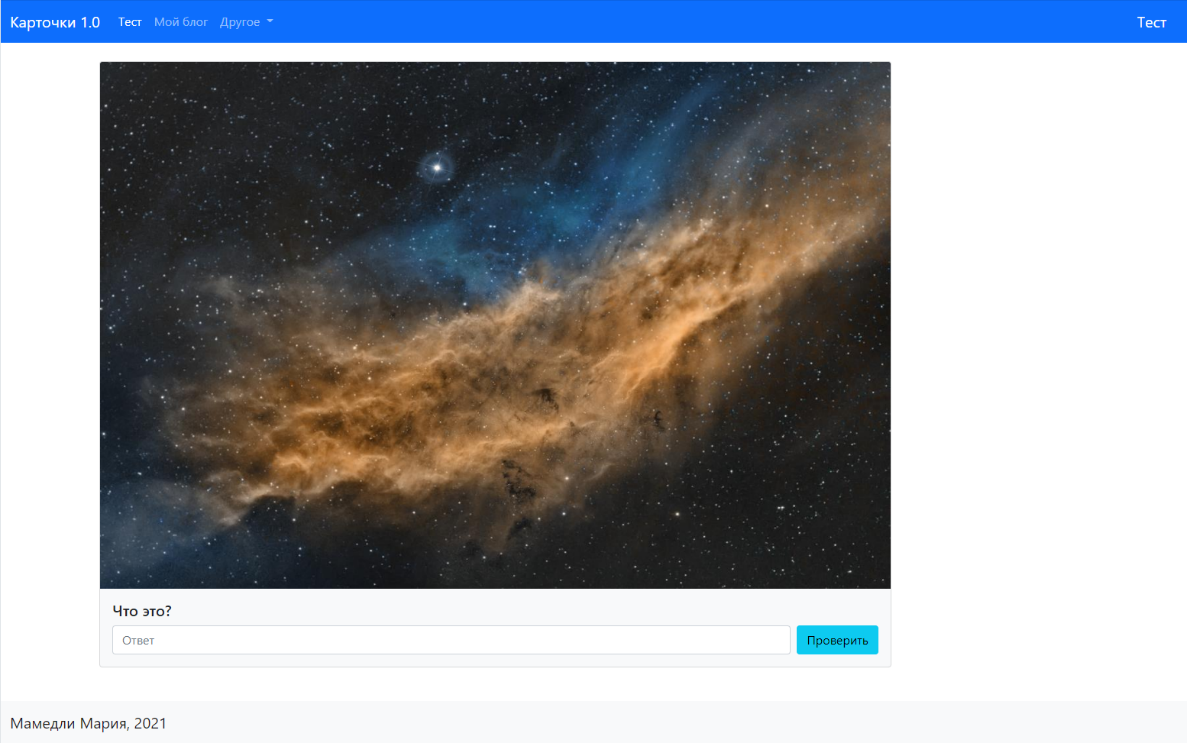 Карточки 1.0 Тест Мой блог Другое Тест
Что это?
Ответ Проверить
Мамедли Мария, 2021